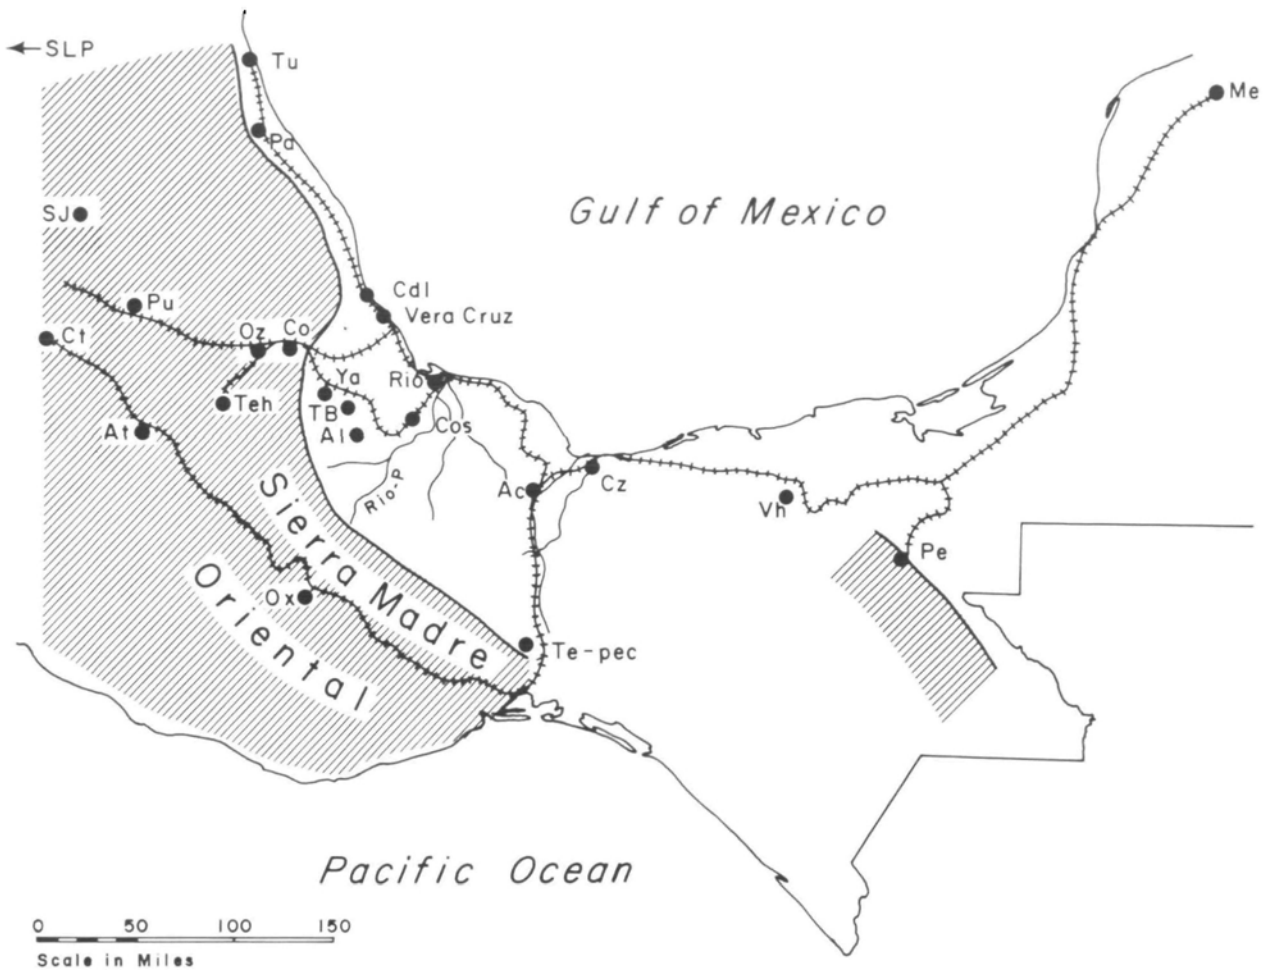 SLP
Tu
Me
Pa
SJ
Gulf of Mexico
Cdl
Pu
Vera Cruz
Ct
Oz
Co
Ya
Rio
Teh
TB
At
Al
Cos
Rio-P
Ac
Cz
Vh
Sierra Madre
Oriental
Pe
Ox
Te-pec
Pacific Ocean
0 50 100 150
Scale in Miles